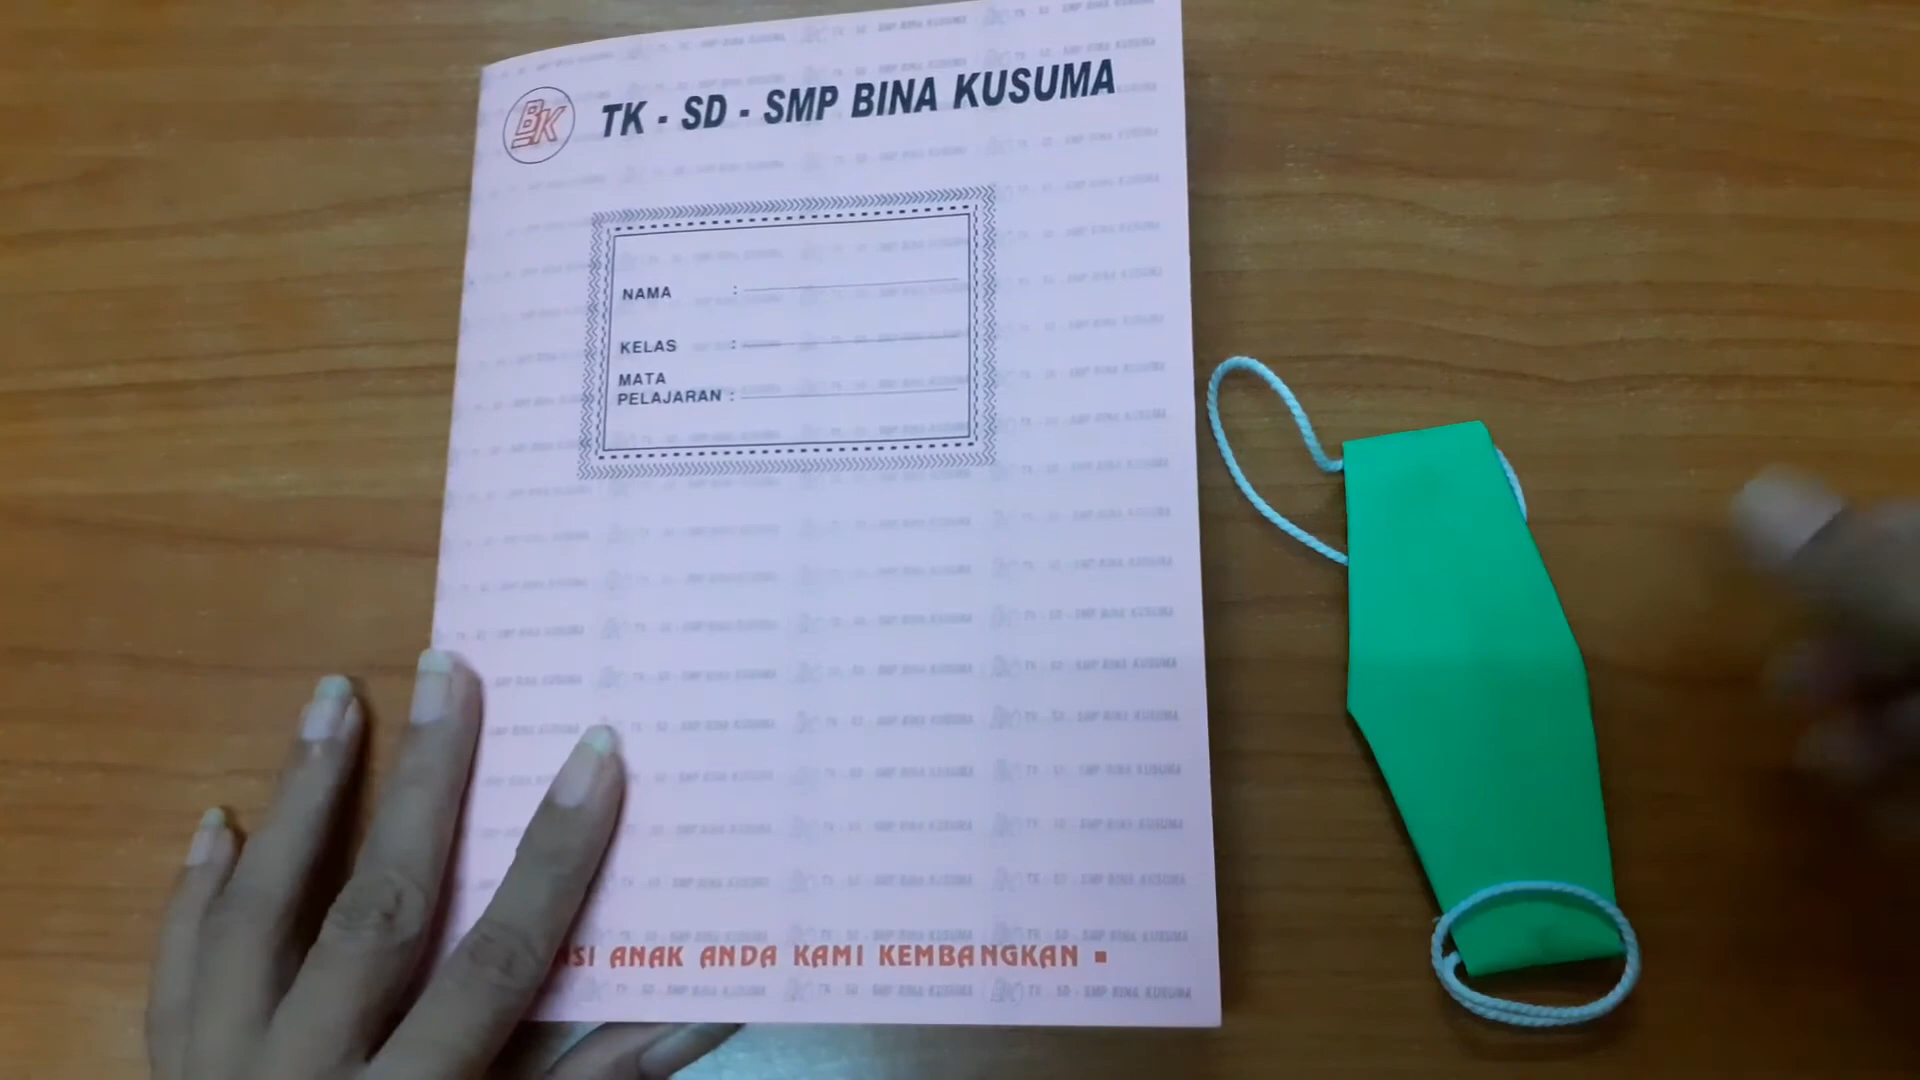 BK
TK - SD - SMP BINA KUSUMA
NAMA :
KELAS :
MATA
PELAJARAN :
ANAK ANDA KAMI KEMBANGKAN